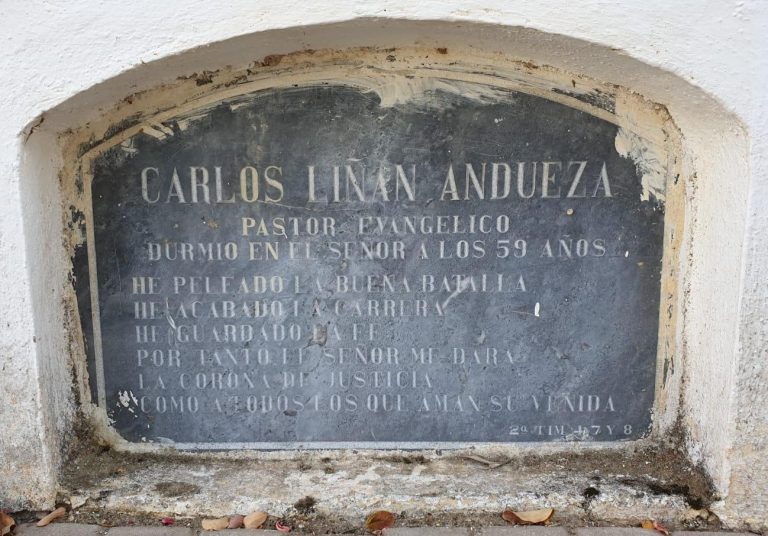 CARLOS LIÑAN ANDUEZA
PASTOR EVANGELICO
DURMIO EN EL SEÑOR A LOS 59 AÑOS
HE PELEADO LA BUENA BATALLA
HE ACABADO LA CARRERA
HE GUARDADO LA FE
POR TANTO EL SEÑOR ME DARA
LA CORONA DE JUSTICIA
COMO A TODOS LOS QUE AMAN SU VENIDA
2ª TIM 4,7 Y 8